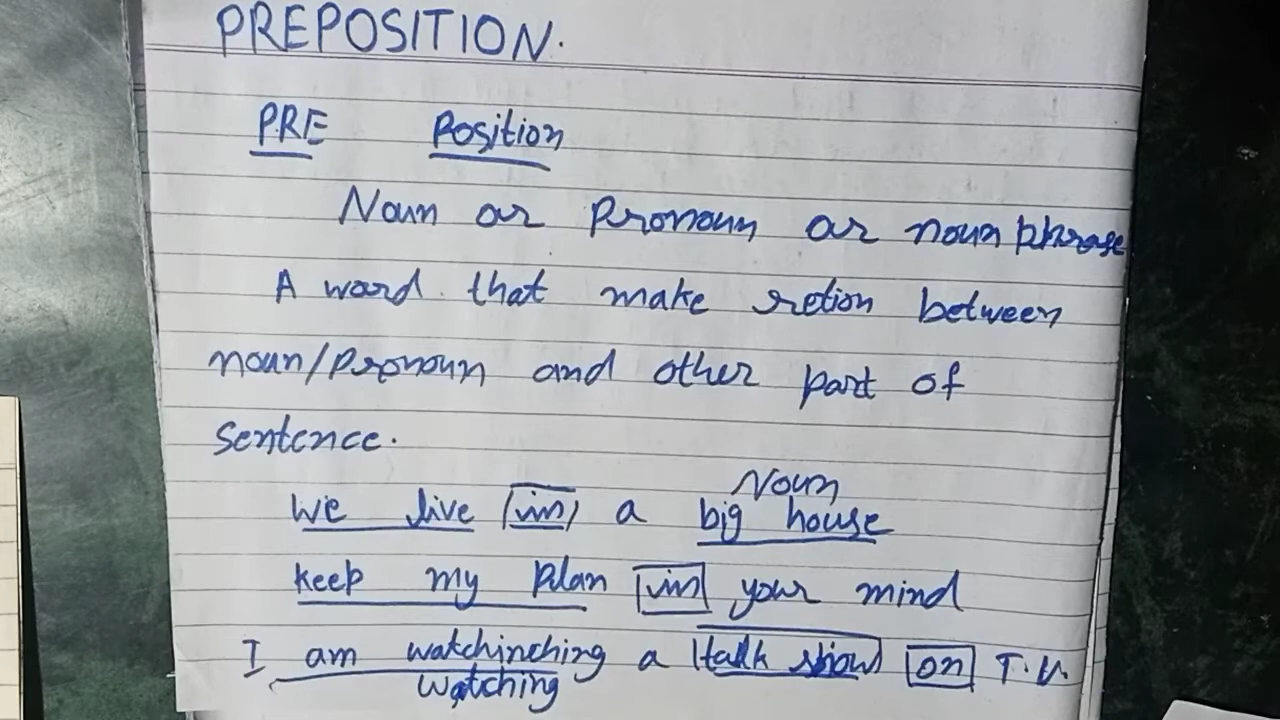 PREPOSITION.
PRE Position
Noun or Pronoun or noun phrase
A word that make retion between
noun/pronoun and other part of
sentence.
Noun
we live in a big house
keep my plan in your mind
I am watchinching a talk show on T.V.
watching